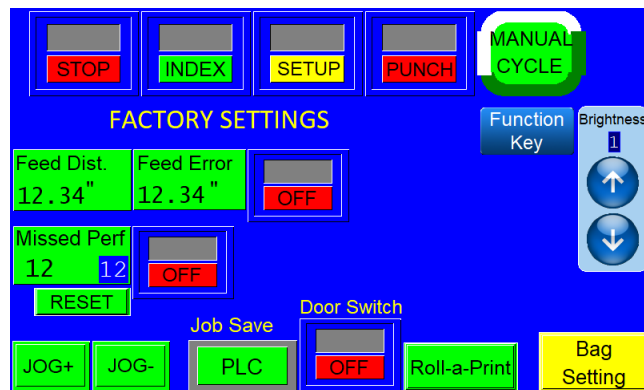 STOP
INDEX
SETUP
PUNCH
MANUAL
CYCLE
FACTORY SETTINGS
Function
Key
Brightness
1
Feed Dist.
12.34"
Feed Error
12.34"
OFF
Missed Perf
12 12
OFF
RESET
Job Save
Door Switch
JOG+
JOG-
PLC
OFF
Roll-a-Print
Bag
Setting